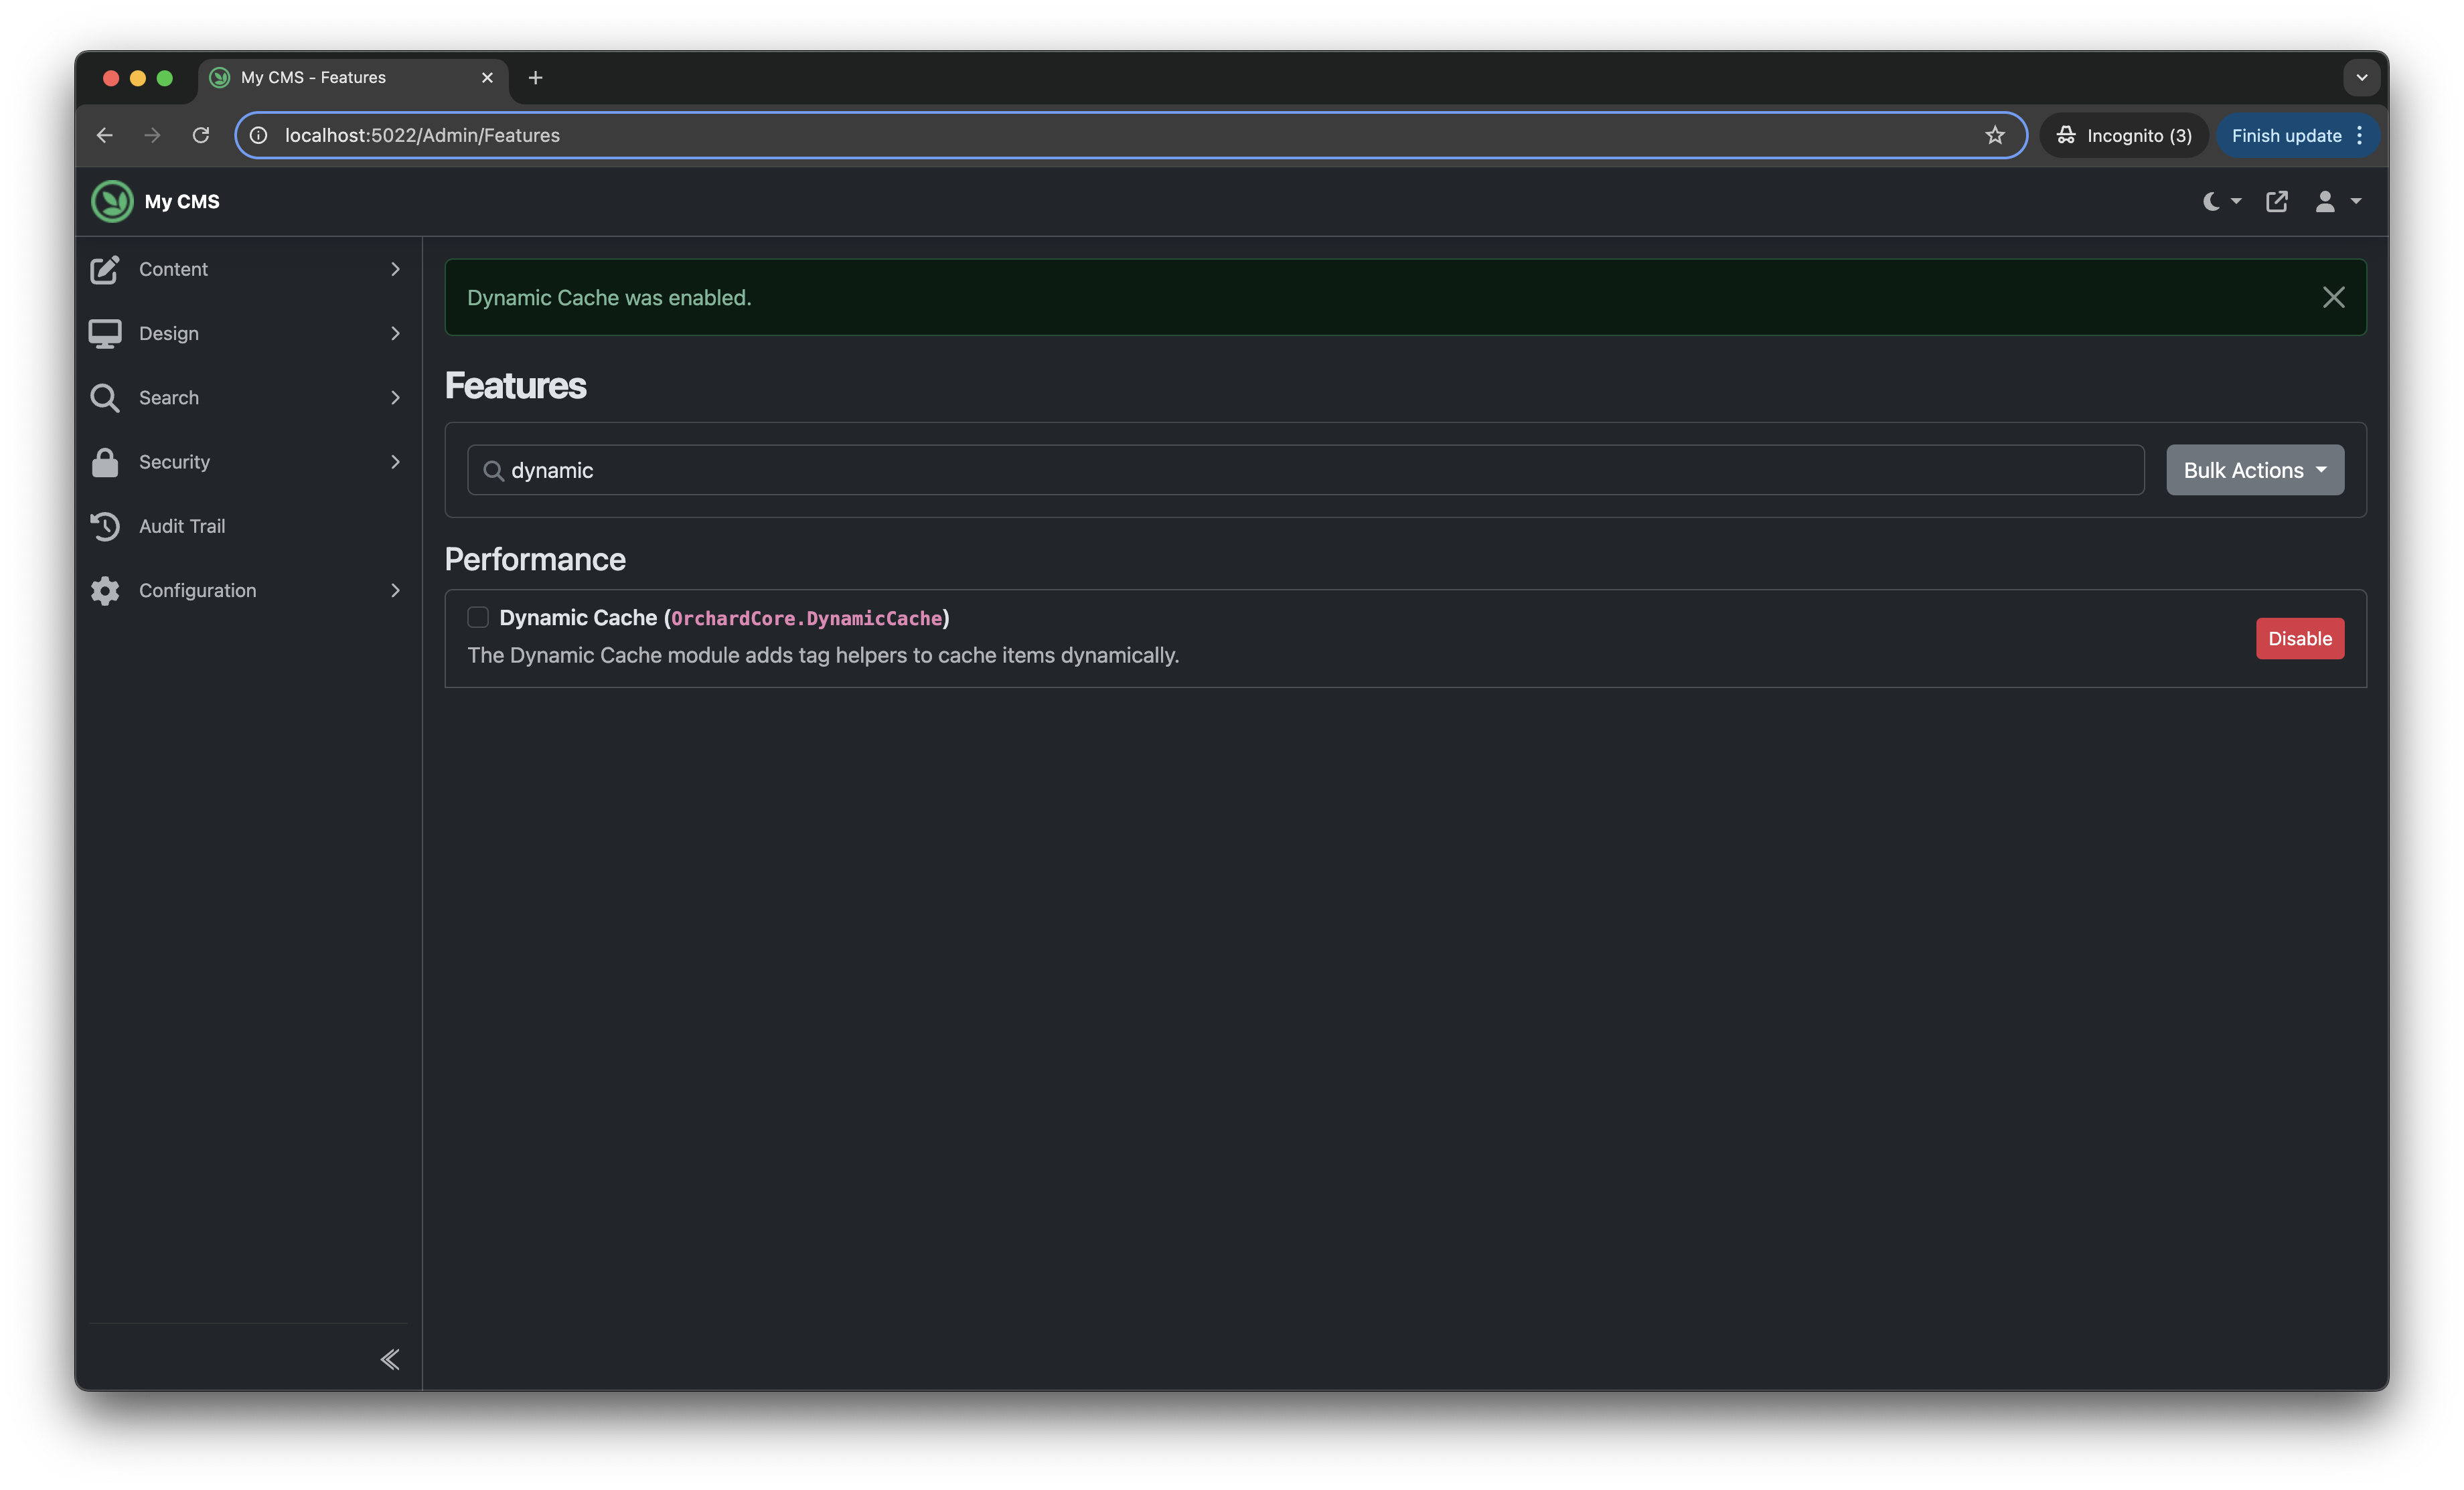 My CMS - Features
localhost:5022/Admin/Features
Incognito (3)
Finish update
My CMS
Content
Design
Search
Security
Audit Trail
Configuration
Dynamic Cache was enabled.
Features
dynamic
Bulk Actions
Performance
Dynamic Cache (OrchardCore.DynamicCache)
The Dynamic Cache module adds tag helpers to cache items dynamically.
Disable